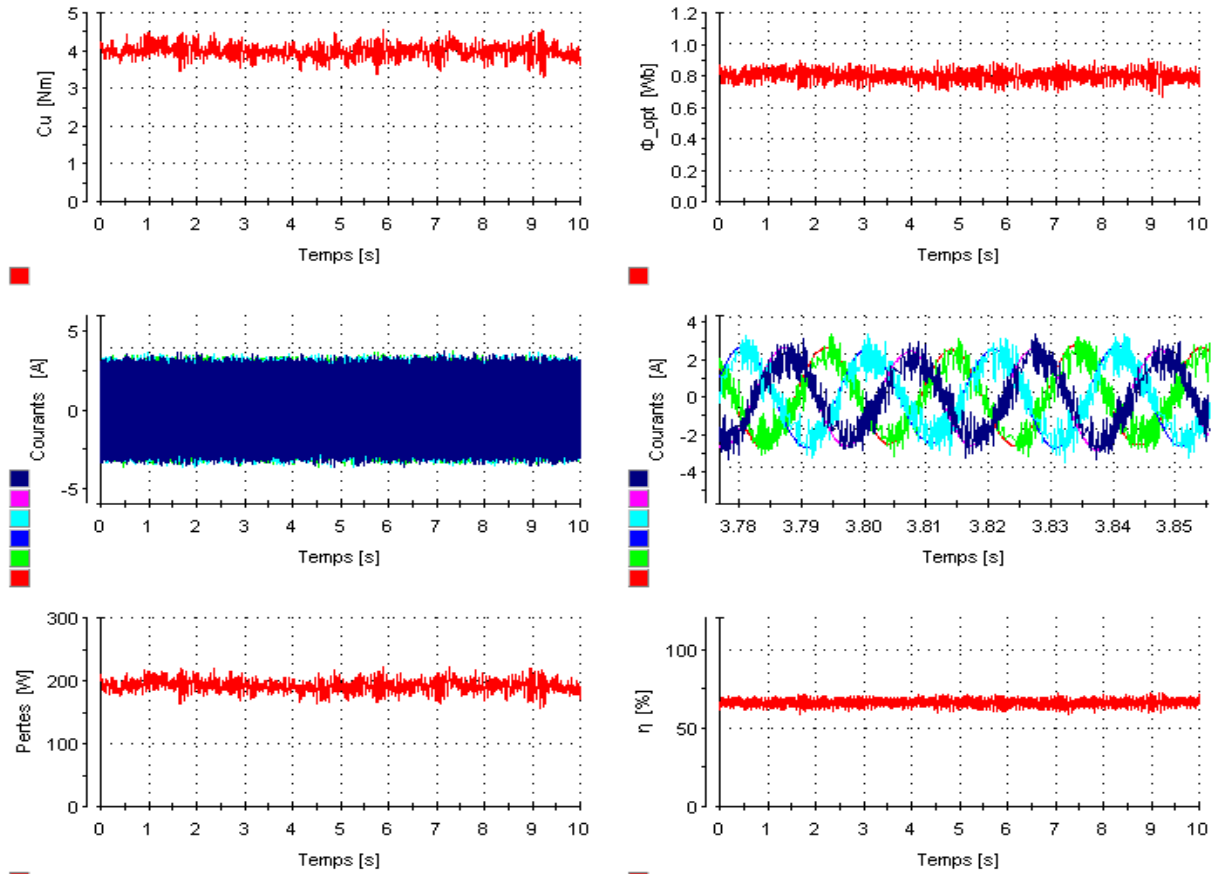 Cu [Nm]
5
4
3
2
1
0
0 1 2 3 4 5 6 7 8 9 10
Temps [s]
Φ_opt [Wb]
1.2
1.0
0.8
0.6
0.4
0.2
0.0
0 1 2 3 4 5 6 7 8 9 10
Temps [s]
Courants [A]
5
0
-5
0 1 2 3 4 5 6 7 8 9 10
Temps [s]
Courants [A]
4
2
0
-2
-4
3.78 3.79 3.80 3.81 3.82 3.83 3.84 3.85
Temps [s]
Pertes [W]
300
200
100
0
0 1 2 3 4 5 6 7 8 9 10
Temps [s]
η [%]
100
50
0
0 1 2 3 4 5 6 7 8 9 10
Temps [s]